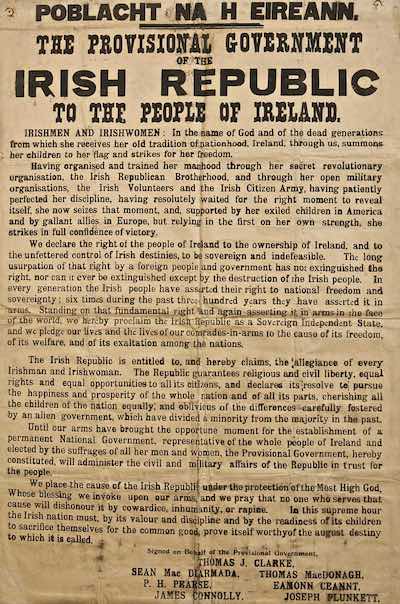 POBLACHT NA H EIREANN.
THE PROVISIONAL GOVERNMENT
OF THE
IRISH REPUBLIC
TO THE PEOPLE OF IRELAND.
IRISHMEN AND IRISHWOMEN: In the name of God and of the dead generations
from which she receives her old tradition of nationhood, Ireland, through us, summons
her children to her flag and strikes for her freedom.
Having organised and trained her manhood through her secret revolutionary
organisation, the Irish Republican Brotherhood, and through her open military
organisations, the Irish Volunteers and the Irish Citizen Army, having patiently
perfected her discipline, having resolutely waited for the right moment to reveal
itself, she now seizes that moment, and, supported by her exiled children in America
and by gallant allies in Europe, but relying in the first on her own strength, she
strikes in full confidence of victory.
We declare the right of the people of Ireland to the ownership of Ireland, and to
the unfettered control of Irish destinies, to be sovereign and indefeasible. The long
usurpation of that right by a foreign people and government has not extinguished the
right, nor can it ever be extinguished except by the destruction of the Irish people. In
every generation the Irish people have asserted their right to national freedom and
sovereignty; six times during the past three hundred years they have asserted it in
arms. Standing on that fundamental right and again asserting it in arms in the face
of the world, we hereby proclaim the Irish Republic as a Sovereign Independent State,
and we pledge our lives and the lives of our comrades-in-arms to the cause of its freedom,
of its welfare, and of its exaltation among the nations.
The Irish Republic is entitled to, and hereby claims, the allegiance of every
Irishman and Irishwoman. The Republic guarantees religious and civil liberty, equal
rights and equal opportunities to all its citizens, and declares its resolve to pursue
the happiness and prosperity of the whole nation and of all its parts, cherishing all
the children of the nation equally, and oblivious of the differences carefully fostered
by an alien government, which have divided a minority from the majority in the past.
Until our arms have brought the opportune moment for the establishment of a
permanent National Government, representative of the whole people of Ireland and
elected by the suffrages of all her men and women, the Provisional Government, hereby
constituted, will administer the civil and military affairs of the Republic in trust for
the people.
We place the cause of the Irish Republic under the protection of the Most High God,
Whose blessing we invoke upon our arms, and we pray that no one who serves that
cause will dishonour it by cowardice, inhumanity, or rapine. In this supreme hour
the Irish nation must, by its valour and discipline and by the readiness of its children
to sacrifice themselves for the common good, prove itself worthy of the august destiny
to which it is called.
Signed on Behalf of the Provisional Government,
THOMAS J. CLARKE,
SEAN Mac DIARMADA, THOMAS MacDONAGH,
P. H. PEARSE, EAMONN CEANNT,
JAMES CONNOLLY, JOSEPH PLUNKETT.